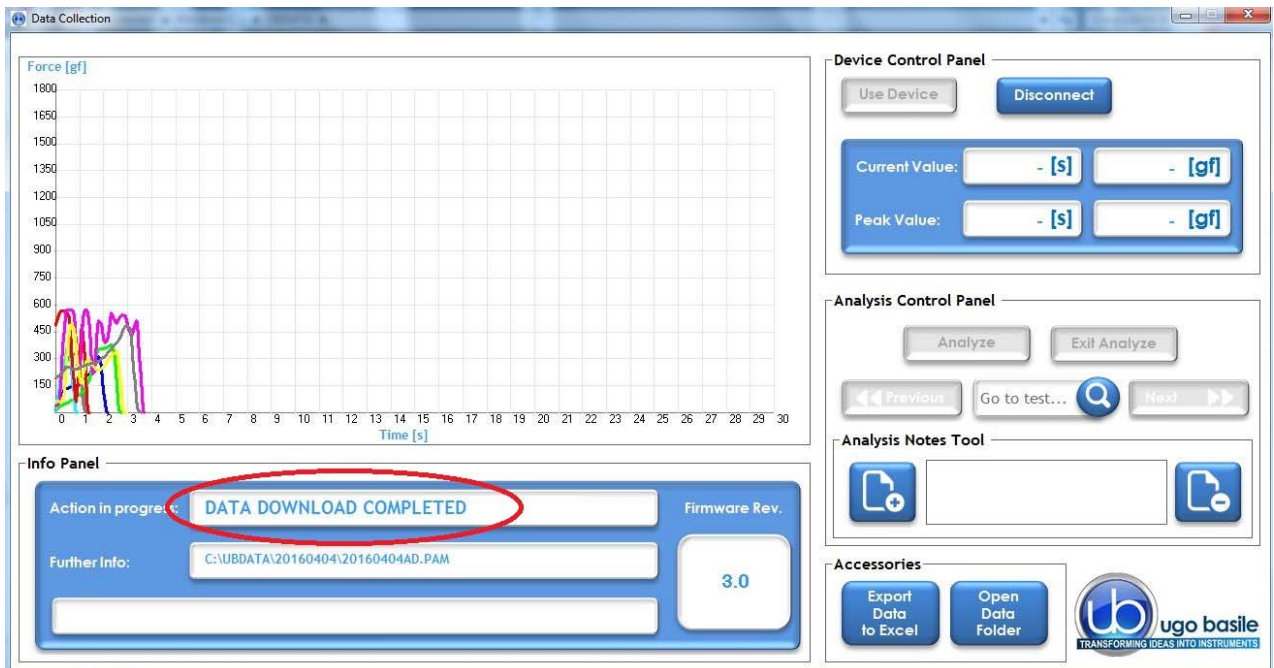 Data Collection
Force [gf]
1800
1650
1500
1350
1200
1050
900
750
600
450
300
150
0 1 2 3 4 5 6 7 8 9 10 11 12 13 14 15 16 17 18 19 20 21 22 23 24 25 26 27 28 29 30
Time [s]
Info Panel
Action in progress:
DATA DOWNLOAD COMPLETED
Firmware Rev.
Further Info:
C:\UBDATA\20160404\20160404AD.PAM
3.0
Device Control Panel
Use Device
Disconnect
Current Value: - [s] - [gf]
Peak Value: - [s] - [gf]
Analysis Control Panel
Analyze
Exit Analyze
Previous
Go to test...
Next
Analysis Notes Tool
Accessories
Export
Data
to Excel
Open
Data
Folder
ub
ugo basile
TRANSFORMING IDEAS INTO INSTRUMENTS